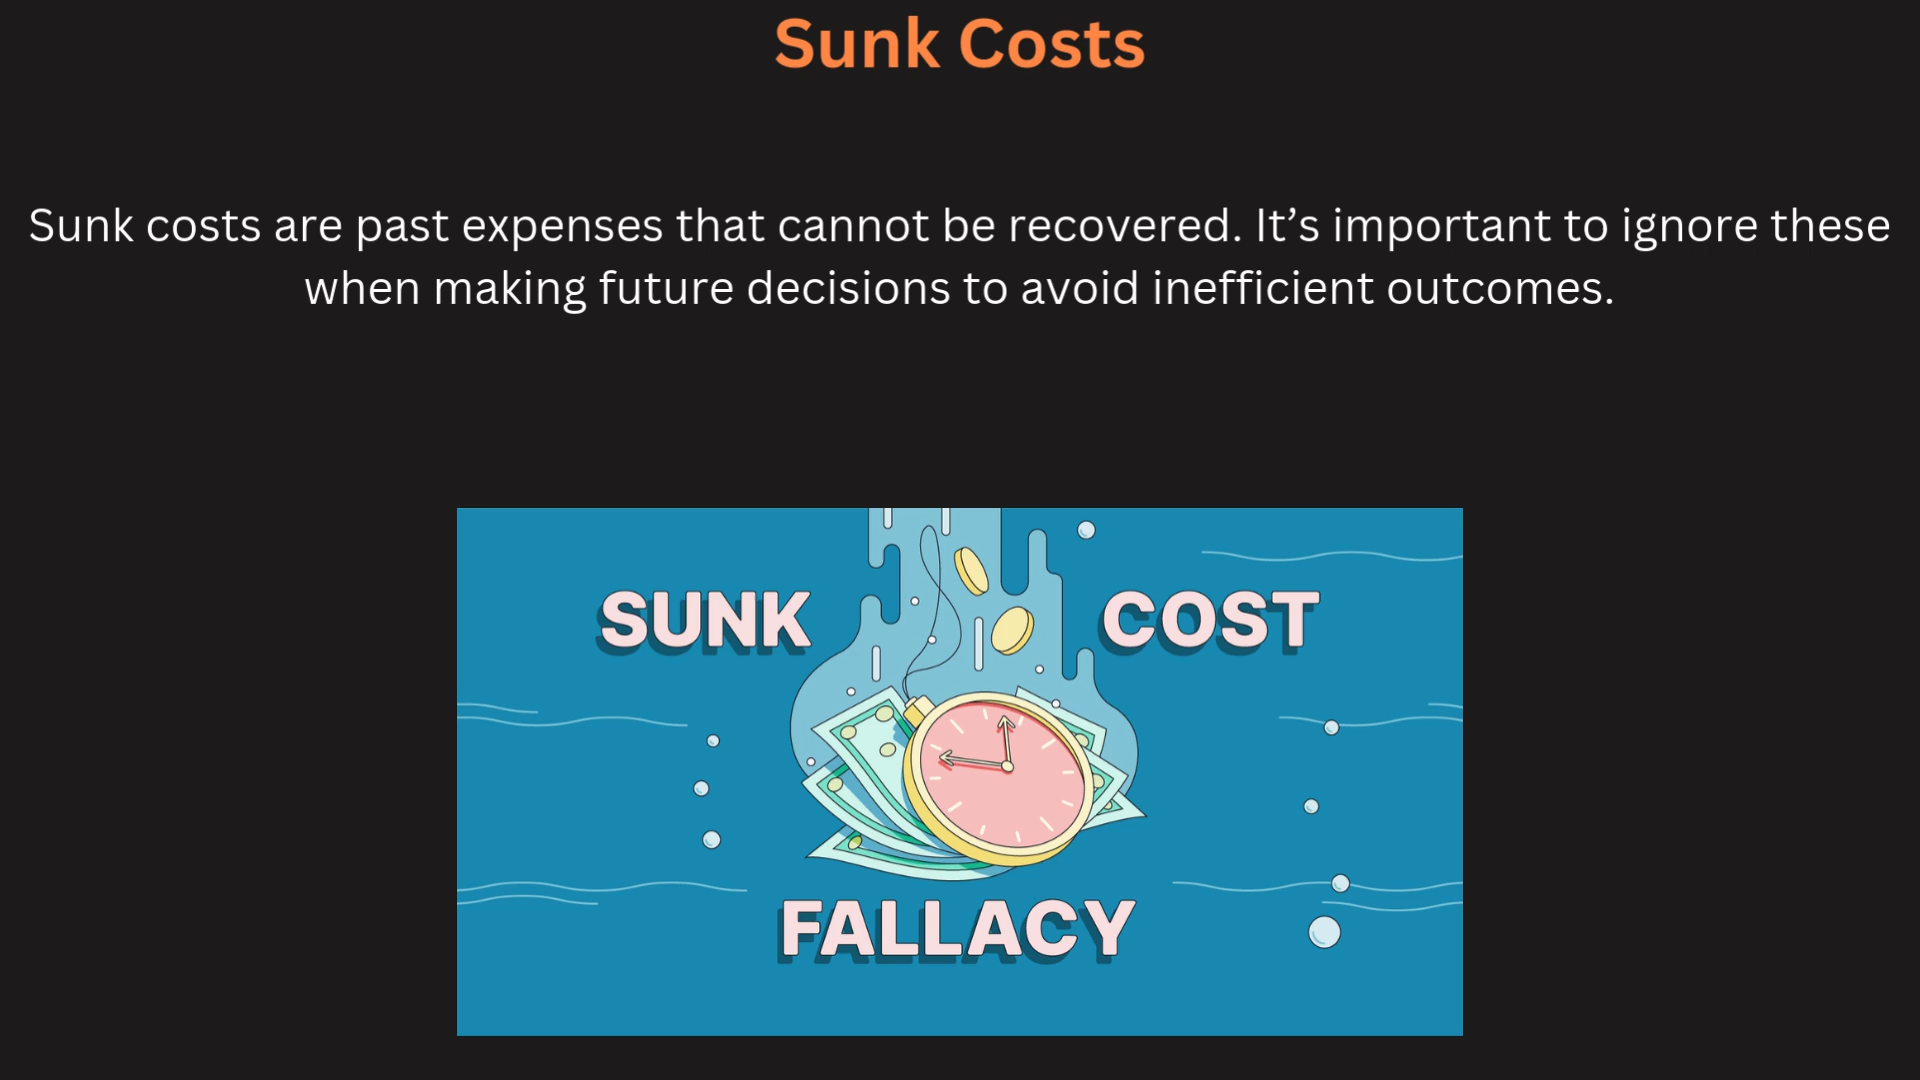 Sunk Costs
Sunk costs are past expenses that cannot be recovered. It’s important to ignore these
when making future decisions to avoid inefficient outcomes.
SUNK COST
FALLACY